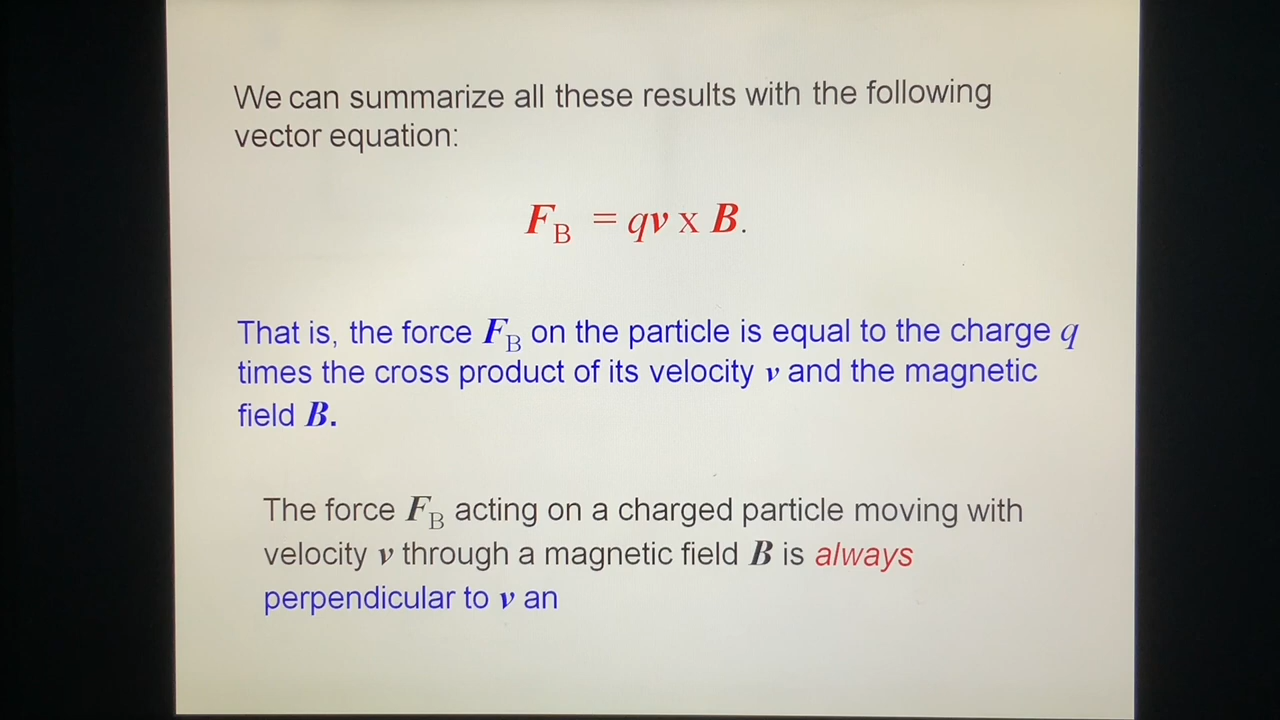 We can summarize all these results with the following
vector equation:
F_B = qv x B.
That is, the force F_B on the particle is equal to the charge q
times the cross product of its velocity v and the magnetic
field B.
The force F_B acting on a charged particle moving with
velocity v through a magnetic field B is always
perpendicular to v an